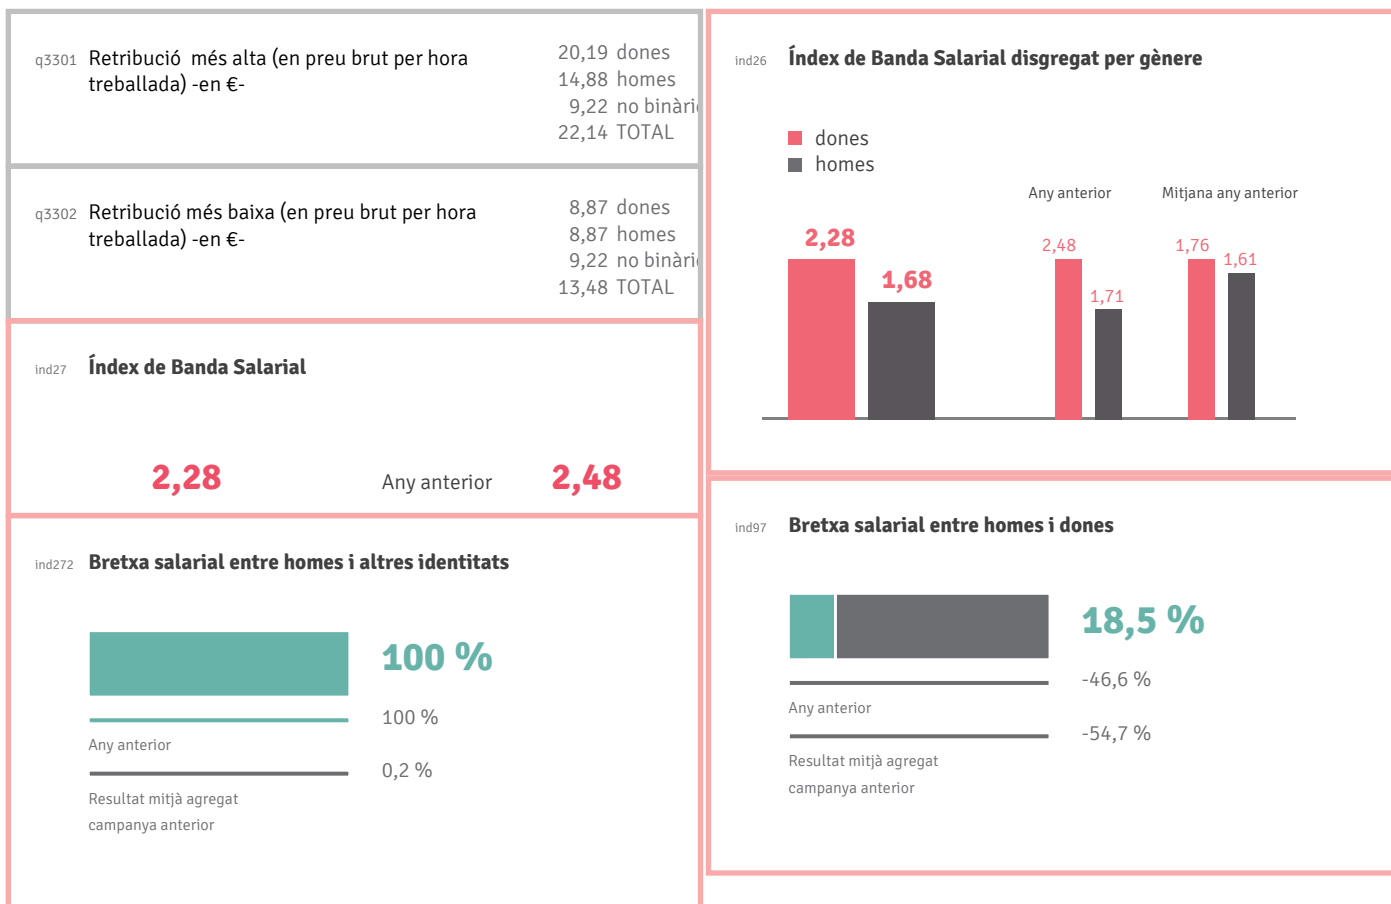 q3301 Retribució més alta (en preu brut per hora
treballada) -en €-
20,19 dones
14,88 homes
9,22 no binàri
22,14 TOTAL
q3302 Retribució més baixa (en preu brut per hora
treballada) -en €-
8,87 dones
8,87 homes
9,22 no binàri
13,48 TOTAL
ind27 Índex de Banda Salarial
2,28 Any anterior 2,48
ind272 Bretxa salarial entre homes i altres identitats
100 %
100 %
Any anterior
0,2 %
Resultat mitjà agregat
campanya anterior
ind26 Índex de Banda Salarial disgregat per gènere
dones
homes
Any anterior Mitjana any anterior
2,28
1,68
2,48
1,71
1,76
1,61
ind97 Bretxa salarial entre homes i dones
18,5 %
-46,6 %
Any anterior
-54,7 %
Resultat mitjà agregat
campanya anterior